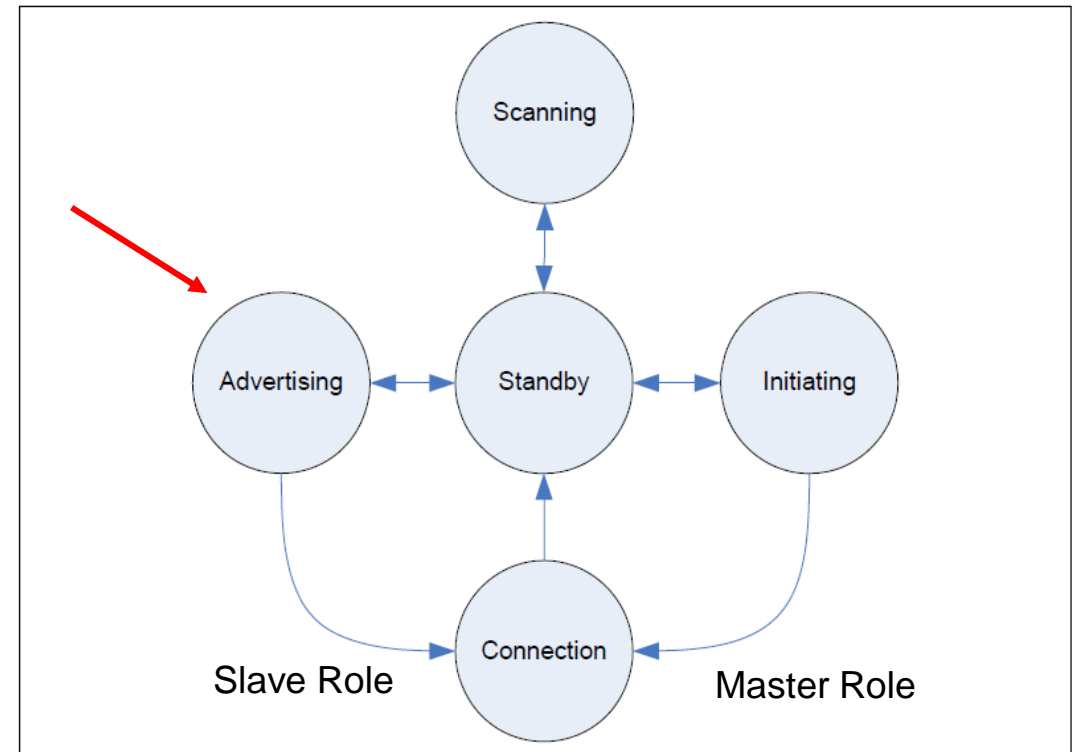 Scanning
Advertising
Standby
Initiating
Connection
Slave Role
Master Role